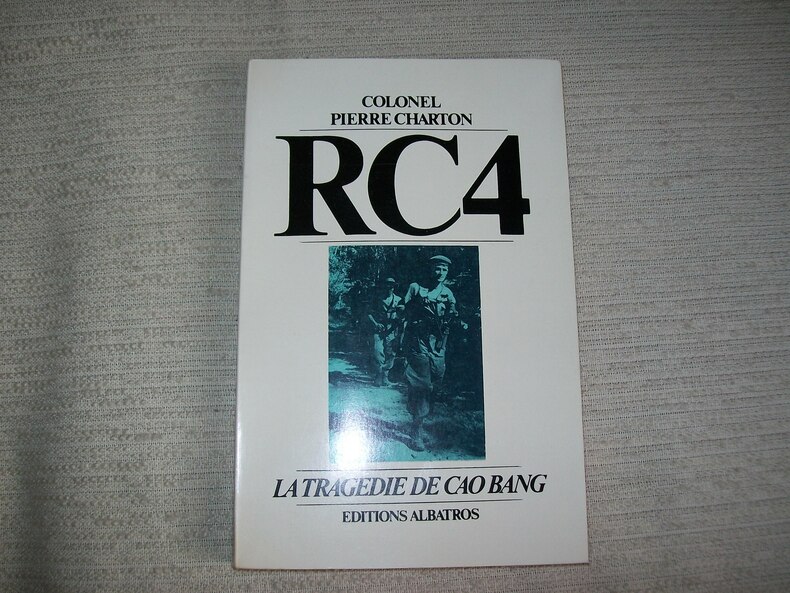 COLONEL
PIERRE CHARTON
RC4
LA TRAGEDIE DE CAO BANG
EDITIONS ALBATROS